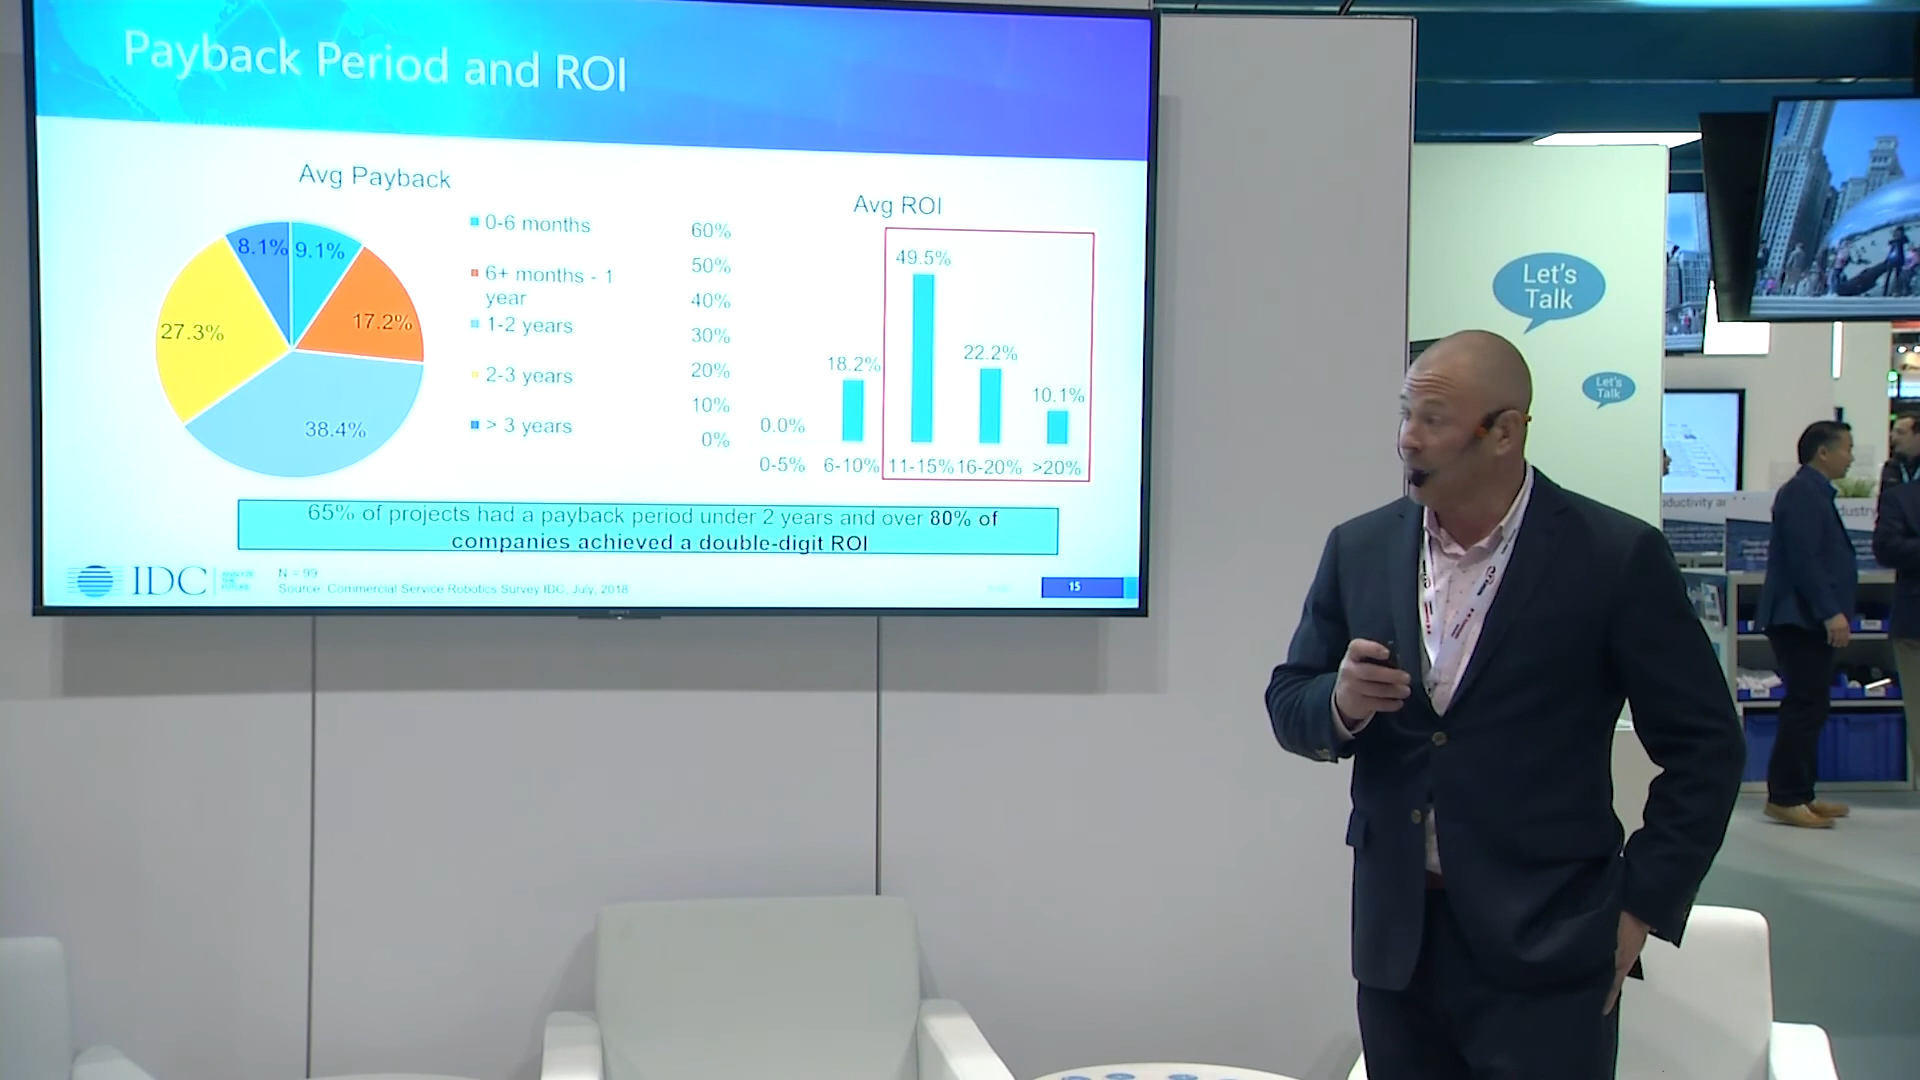 Payback Period and ROI
Avg Payback
8.1%
9.1%
17.2%
27.3%
38.4%
0-6 months
6+ months - 1
year
1-2 years
2-3 years
> 3 years
Avg ROI
60%
50%
40%
30%
20%
10%
0%
0.0%
18.2%
49.5%
22.2%
10.1%
0-5%
6-10%
11-15%
16-20%
>20%
65% of projects had a payback period under 2 years and over 80% of
companies achieved a double-digit ROI
IDC
N = 99
Source: Commercial Service Robotics Survey IDC, July, 2018
15
SONY
Let's
Talk
Let's
Talk